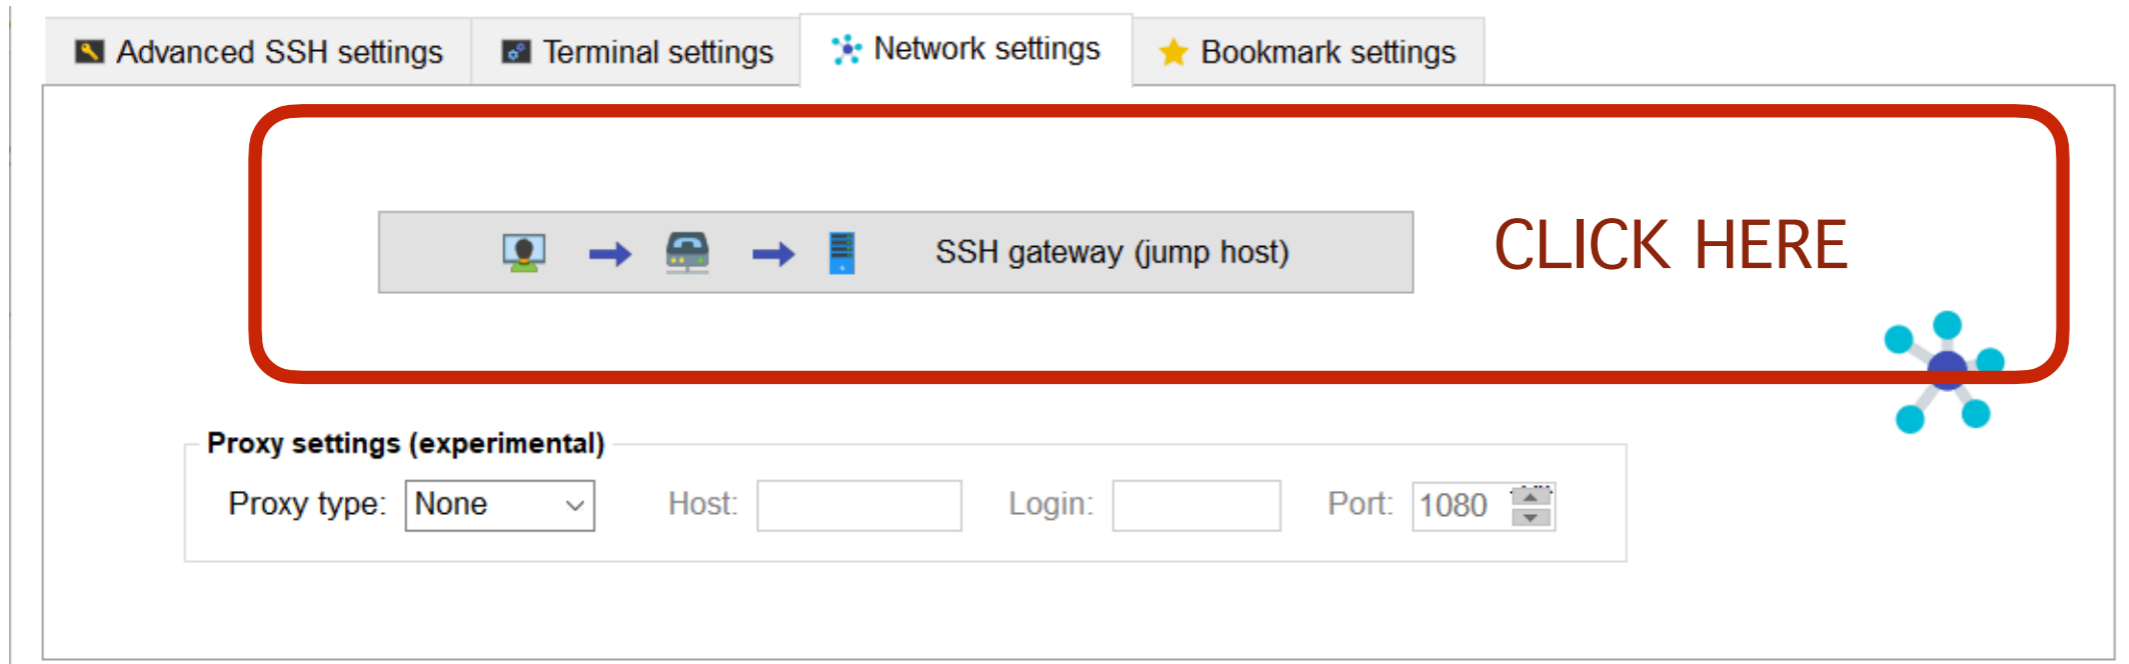 Advanced SSH settings
Terminal settings
Network settings
Bookmark settings
SSH gateway (jump host)
CLICK HERE
Proxy settings (experimental)
Proxy type: None
Host:
Login:
Port: 1080